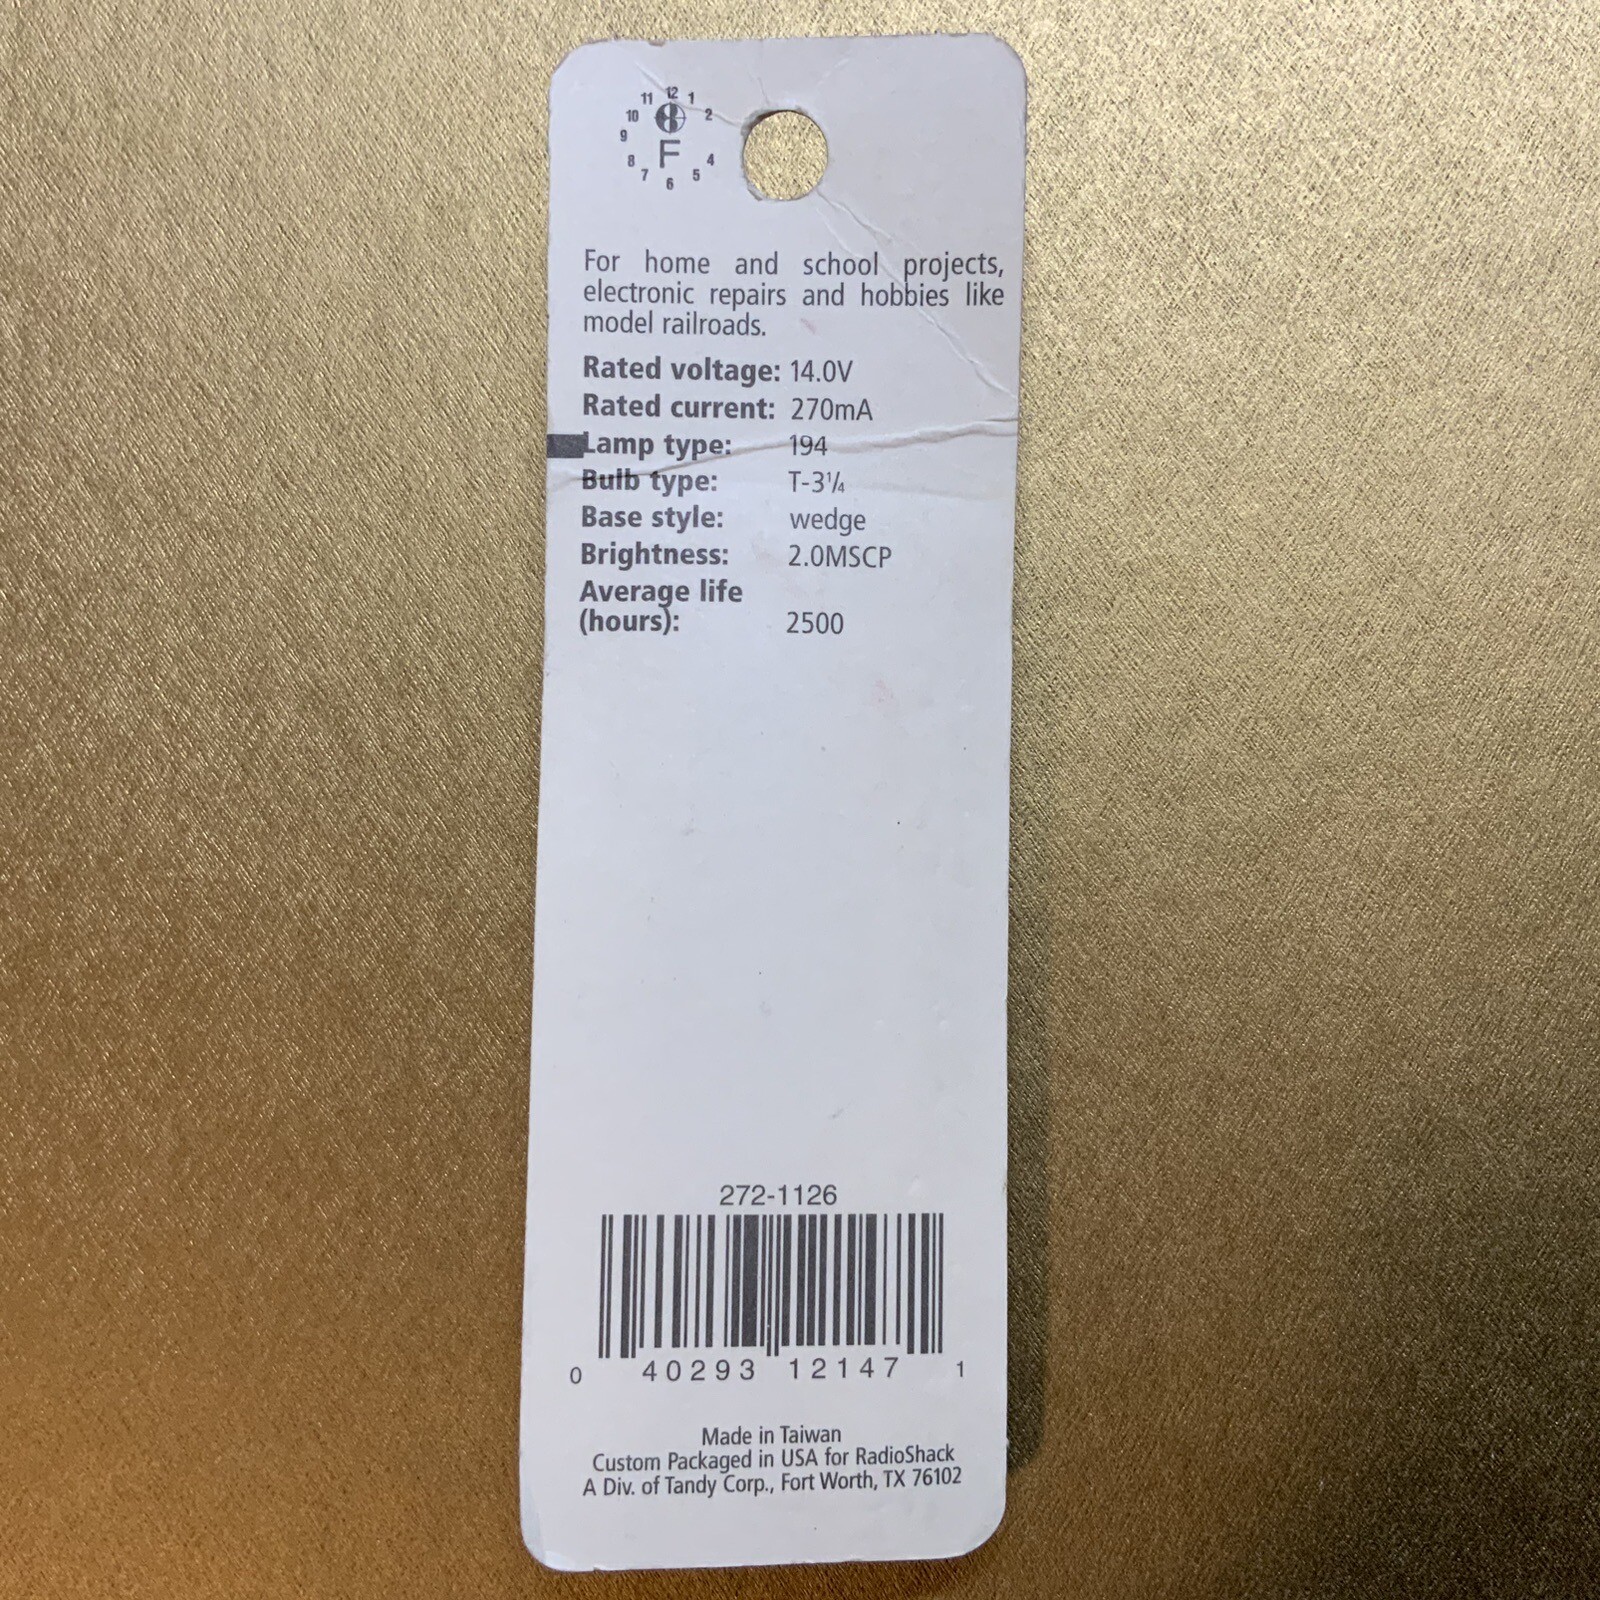 11 12 1
10 2
9
F
8 4
7 6 5
For home and school projects,
electronic repairs and hobbies like
model railroads.
Rated voltage: 14.0V
Rated current: 270mA
Lamp type: 194
Bulb type: T-3¼
Base style: wedge
Brightness: 2.0MSCP
Average life
(hours): 2500
272-1126
0 40293 12147 1
Made in Taiwan
Custom Packaged in USA for RadioShack
A Div. of Tandy Corp., Fort Worth, TX 76102